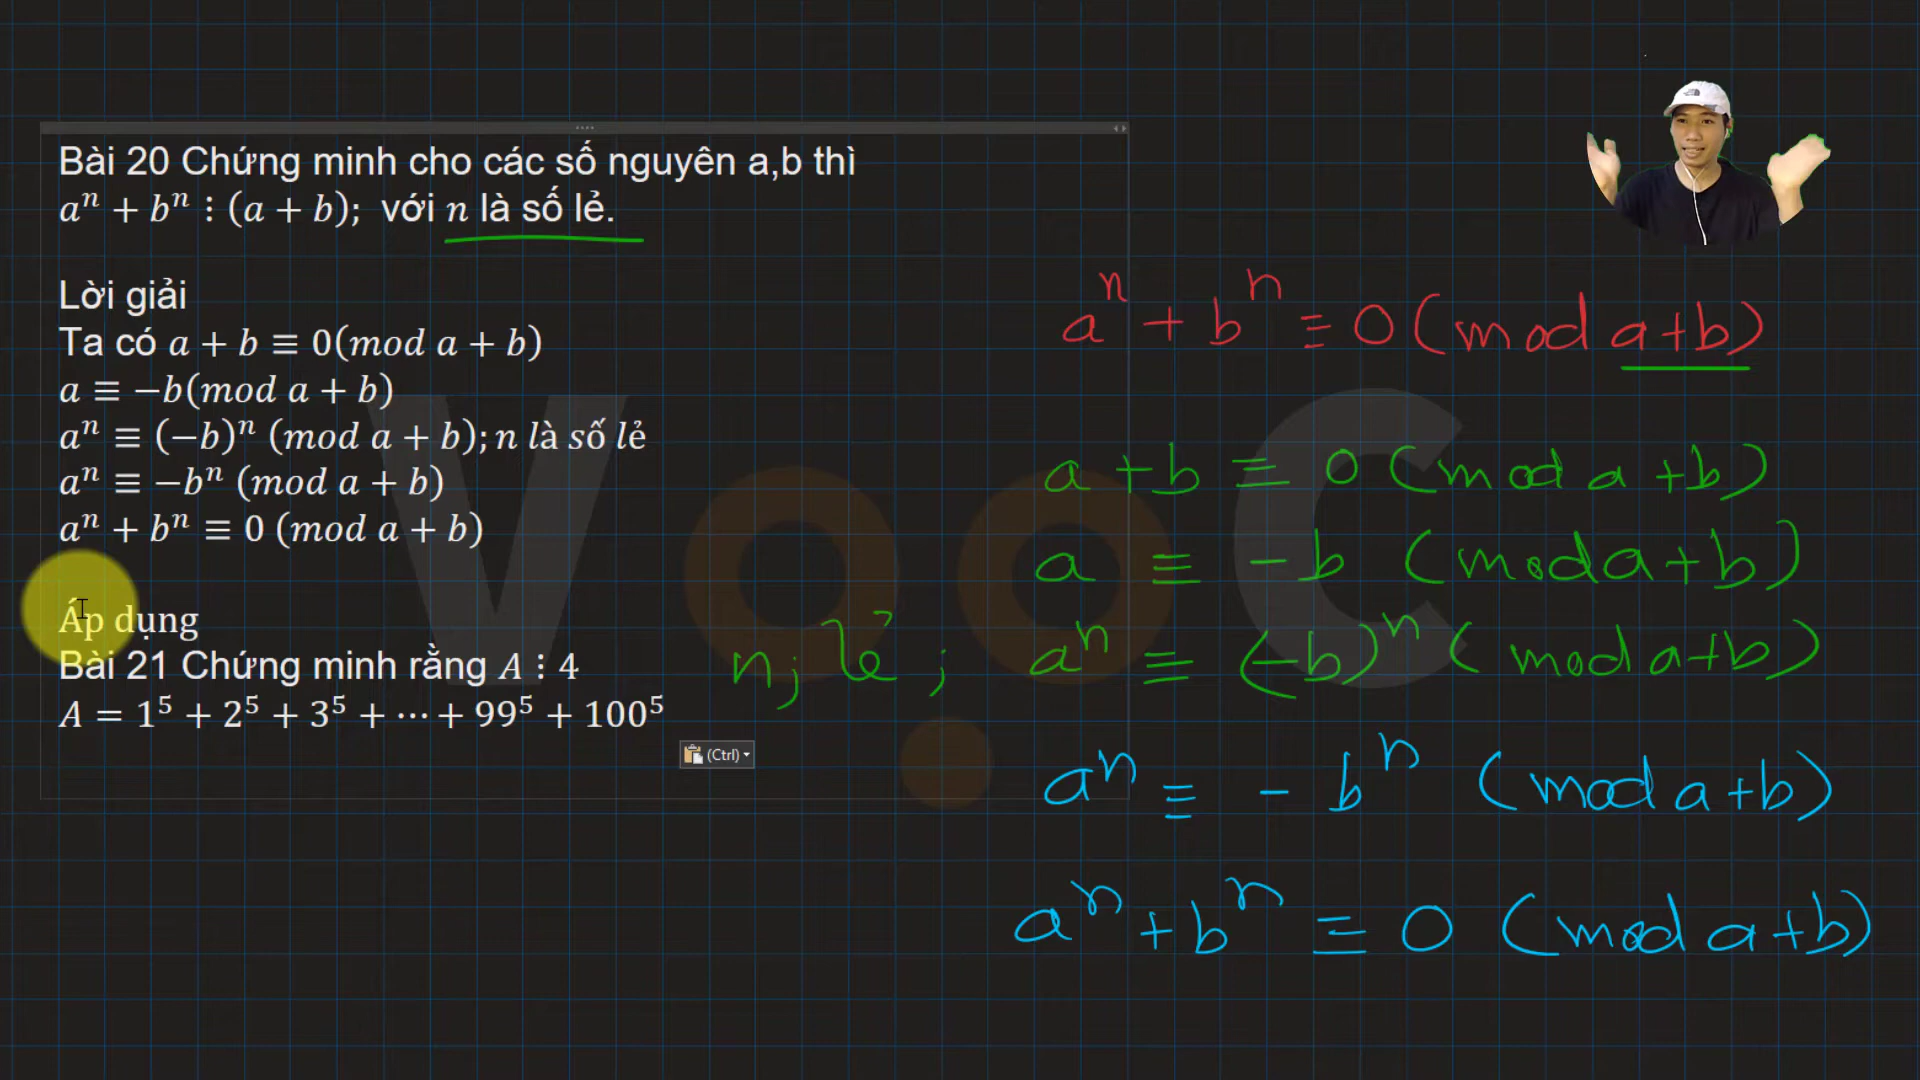 Bài 20 Chứng minh cho các số nguyên a,b thì
aⁿ + bⁿ ⋮ (a + b); với n là số lẻ.
Lời giải
Ta có a + b ≡ 0(mod a + b)
a ≡ −b(mod a + b)
aⁿ ≡ (−b)ⁿ (mod a + b); n là số lẻ
aⁿ ≡ −bⁿ (mod a + b)
aⁿ + bⁿ ≡ 0 (mod a + b)
Áp dụng
Bài 21 Chứng minh rằng A ⋮ 4
A = 1⁵ + 2⁵ + 3⁵ + ⋯ + 99⁵ + 100⁵
(Ctrl)
aⁿ + bⁿ ≡ 0 (mod a+b)
a + b ≡ 0 (mod a+b)
a ≡ − b (mod a+b)
n; lẻ ; aⁿ ≡ (−b)ⁿ (mod a+b)
aⁿ ≡ − bⁿ (mod a+b)
aⁿ + bⁿ ≡ 0 (mod a+b)
VooC